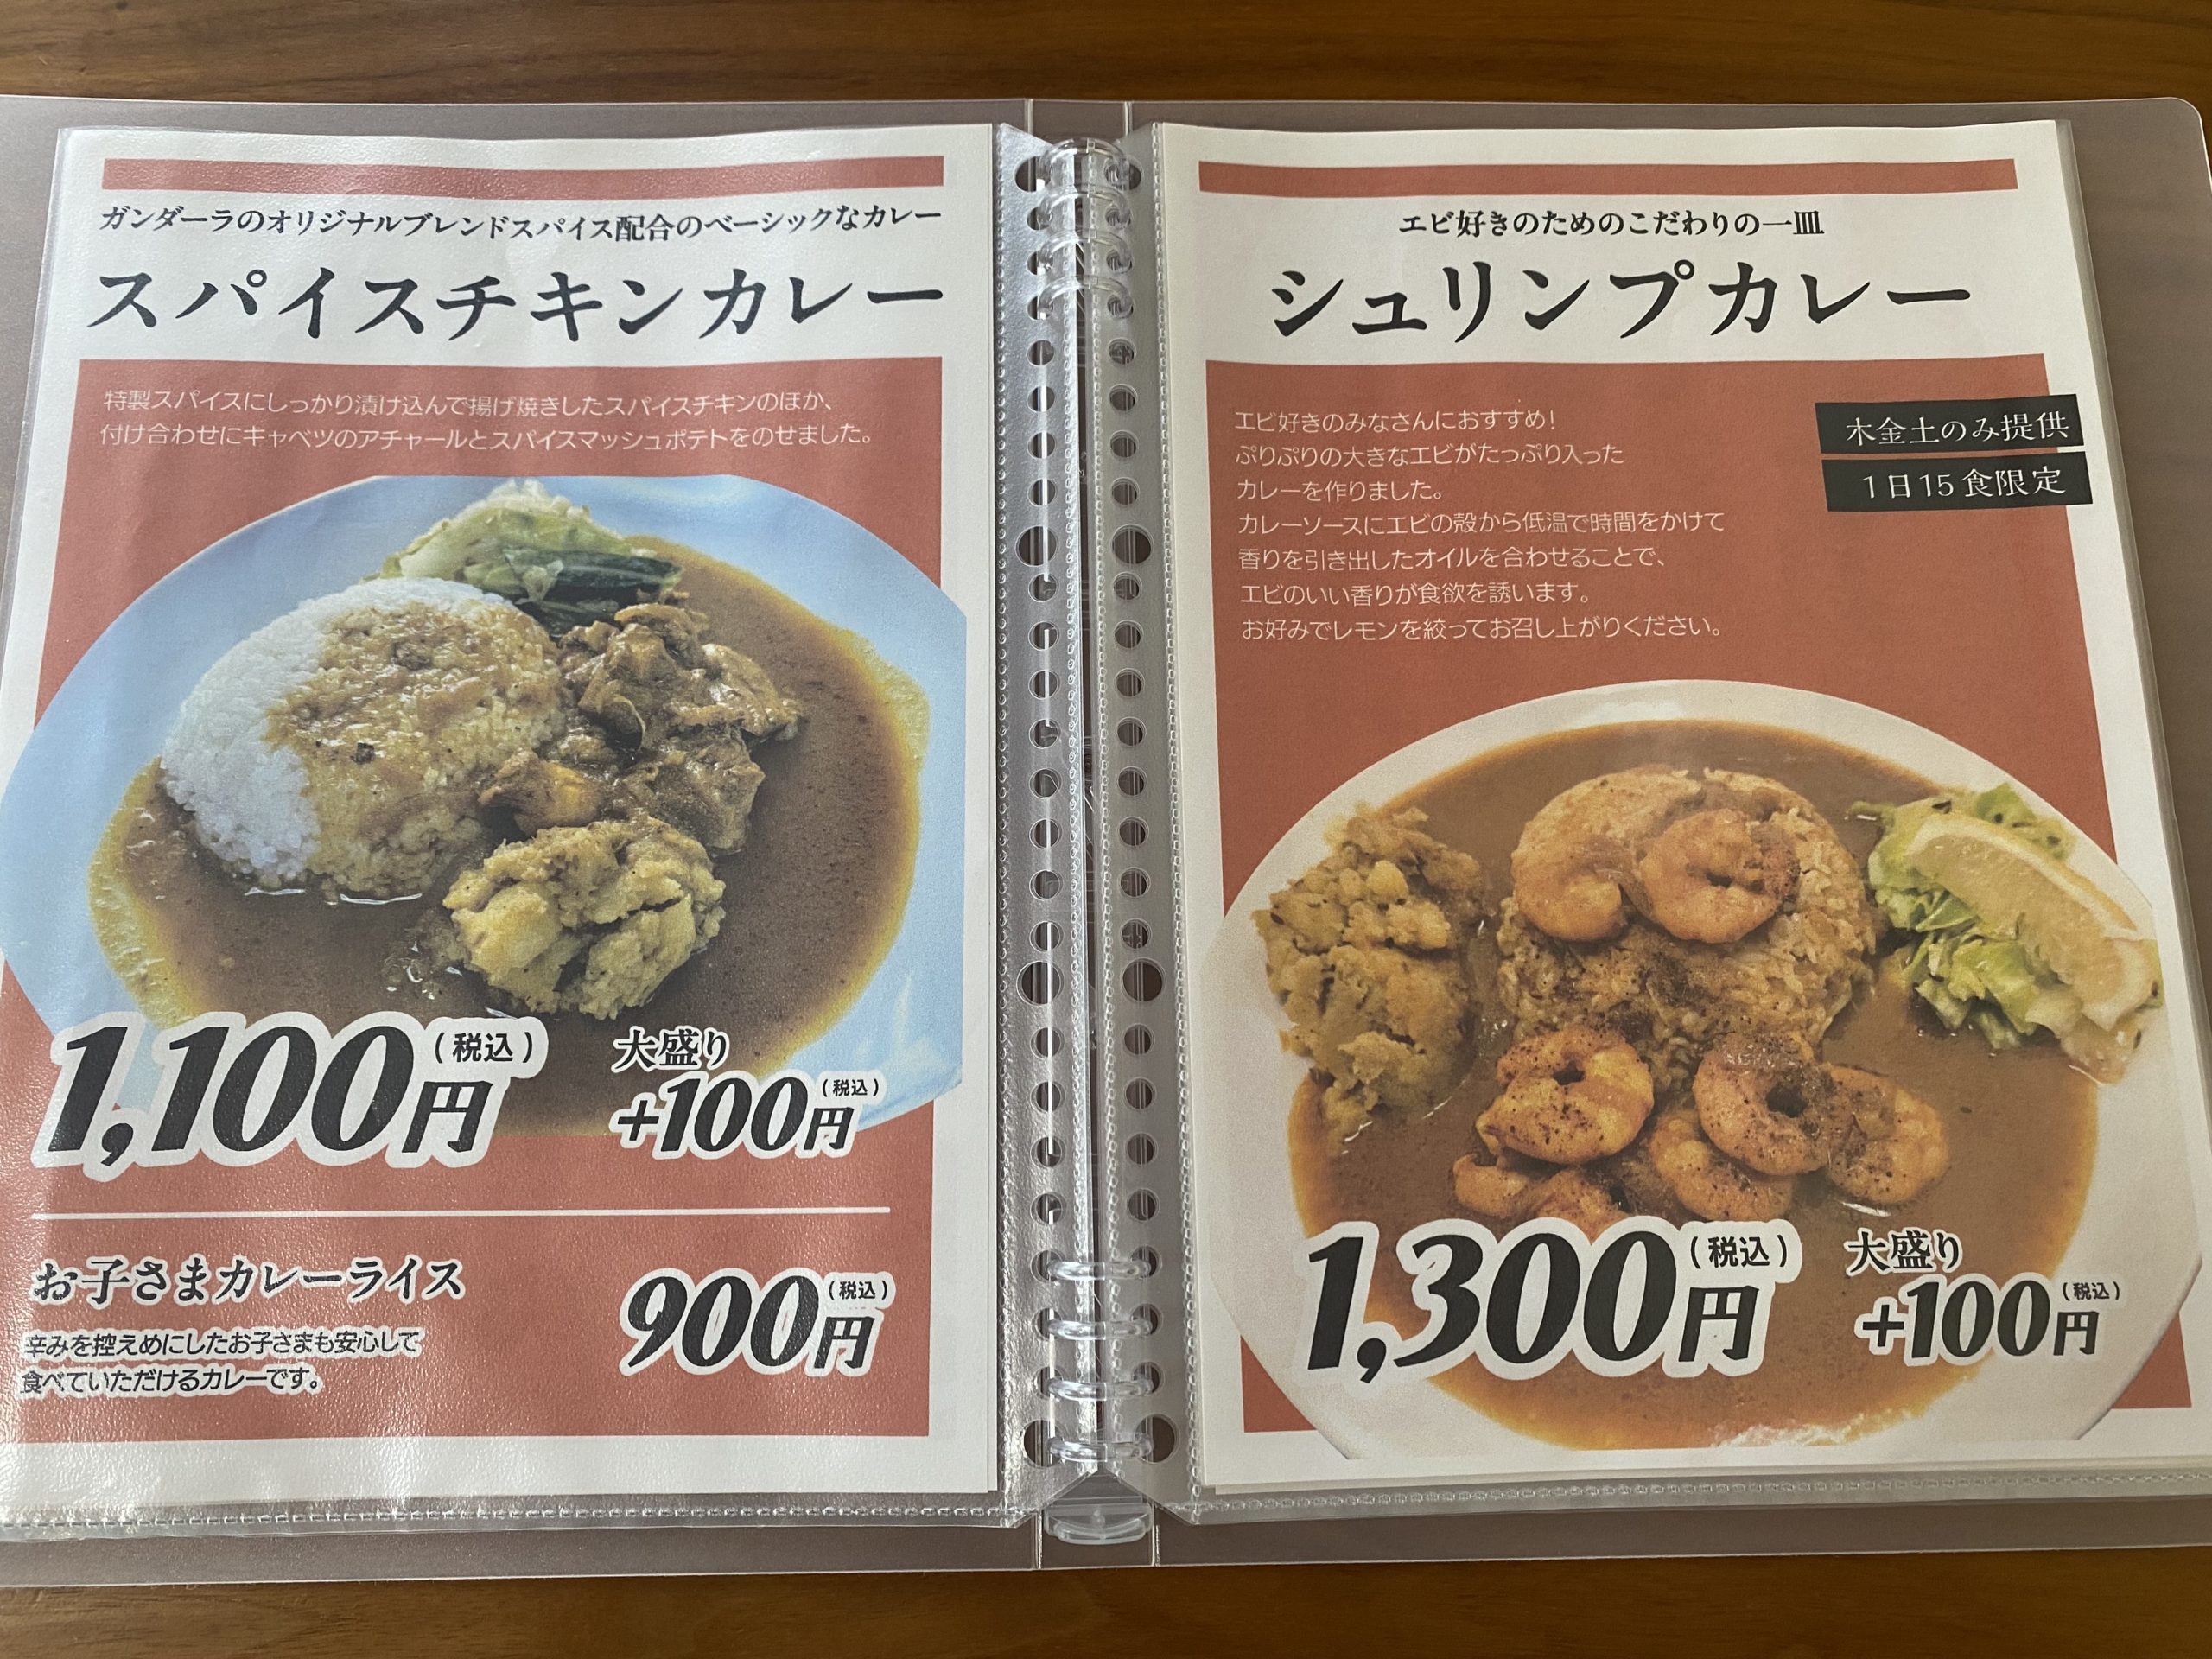 ガンダーラのオリジナルブレンドスパイス配合のベーシックなカレー
スパイスチキンカレー
特製スパイスにしっかり漬け込んで揚げ焼きしたスパイスチキンのほか、
付け合わせにキャベツのアチャールとスパイスマッシュポテトをのせました。
1,100円(税込)
大盛り
+100円(税込)
お子さまカレーライス
900円(税込)
辛みを控えめにしたお子さまも安心して
食べていただけるカレーです。
エビ好きのためのこだわりの一皿
シュリンプカレー
エビ好きのみなさんにおすすめ!
ぷりぷりの大きなエビがたっぷり入った
カレーを作りました。
カレーソースにエビの殻から低温で時間をかけて
香りを引き出したオイルを合わせることで、
エビのいい香りが食欲を誘います。
お好みでレモンを絞ってお召し上がりください。
木金土のみ提供
1日15食限定
1,300円(税込)
大盛り
+100円(税込)